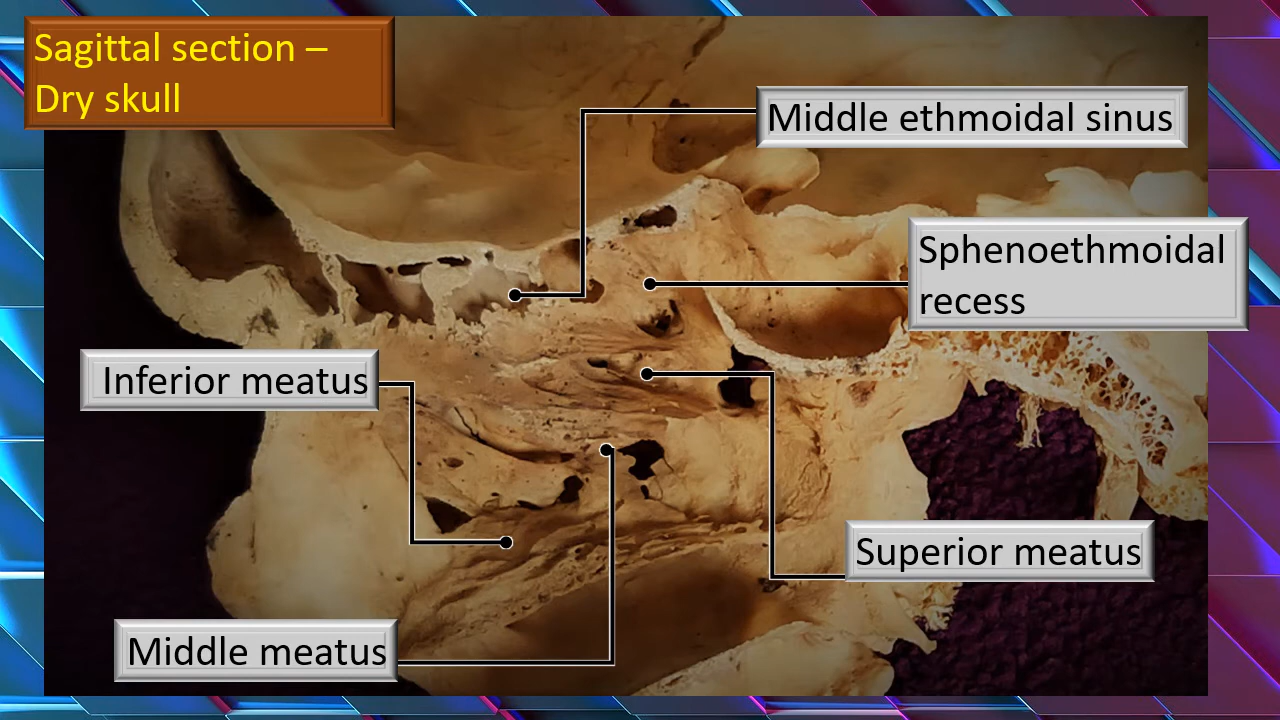 Sagittal section –
Dry skull
Middle ethmoidal sinus
Sphenoethmoidal
recess
Inferior meatus
Superior meatus
Middle meatus